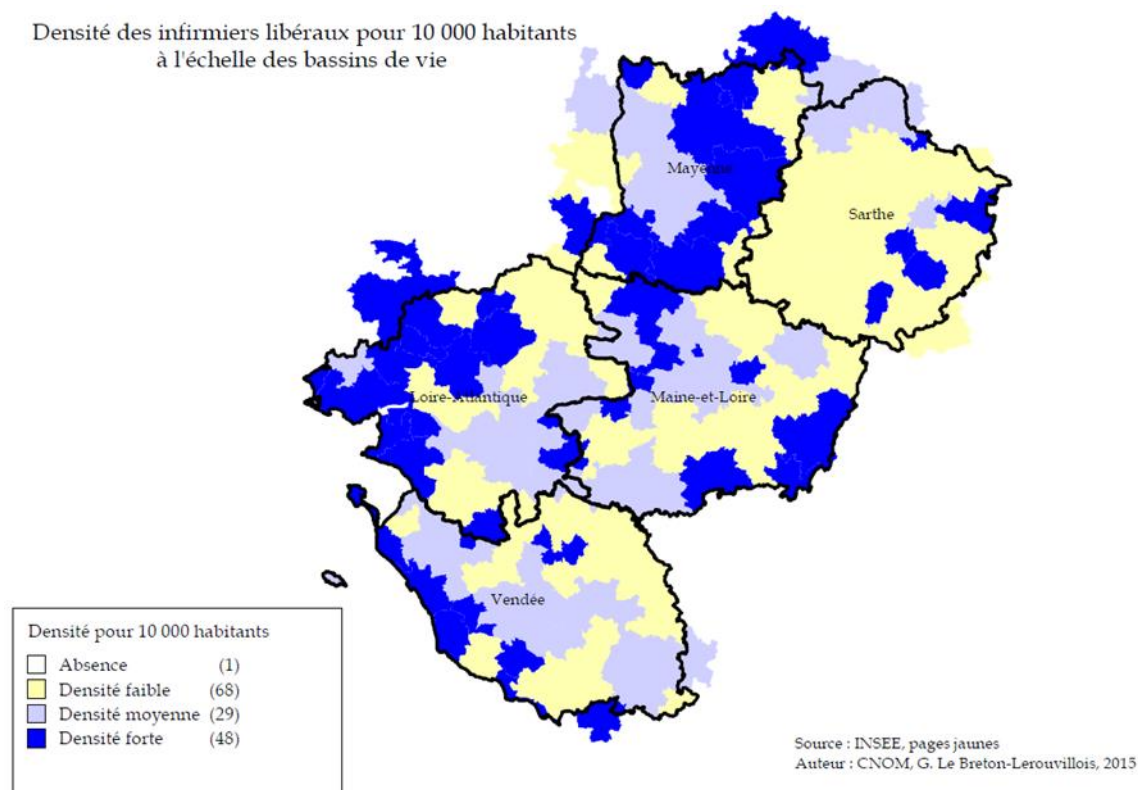 Densité des infirmiers libéraux pour 10 000 habitants
à l'échelle des bassins de vie
Mayenne
Sarthe
Loire-Atlantique
Maine-et-Loire
Vendée
Densité pour 10 000 habitants
Absence (1)
Densité faible (68)
Densité moyenne (29)
Densité forte (48)
Source : INSEE, pages jaunes
Auteur : CNOM, G. Le Breton-Lerouvillois, 2015